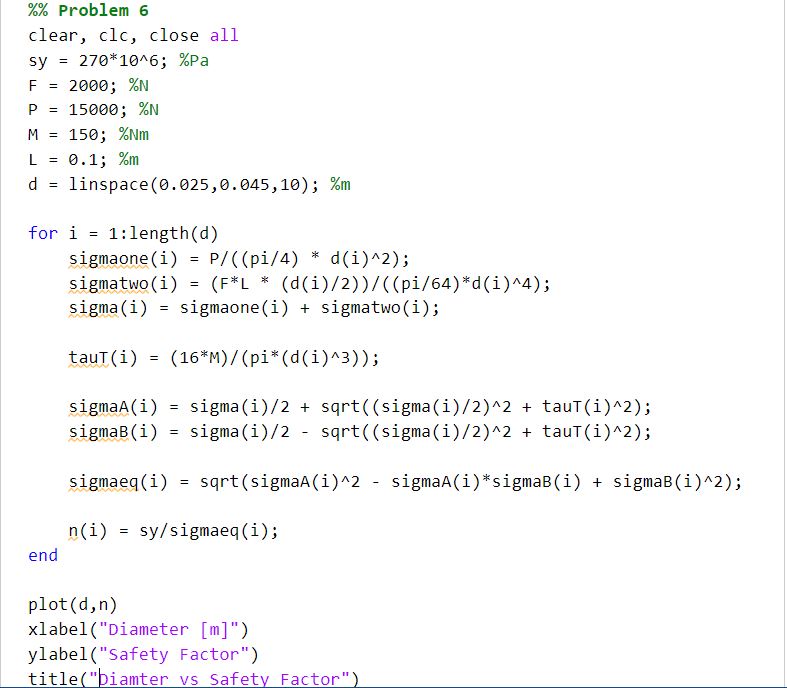 %% Problem 6
clear, clc, close all
sy = 270*10^6; %Pa
F = 2000; %N
P = 15000; %N
M = 150; %Nm
L = 0.1; %m
d = linspace(0.025,0.045,10); %m
for i = 1:length(d)
sigmaone(i) = P/((pi/4) * d(i)^2);
sigmatwo(i) = (F*L * (d(i)/2))/((pi/64)*d(i)^4);
sigma(i) = sigmaone(i) + sigmatwo(i);
tauT(i) = (16*M)/(pi*(d(i)^3));
sigmaA(i) = sigma(i)/2 + sqrt((sigma(i)/2)^2 + tauT(i)^2);
sigmaB(i) = sigma(i)/2 - sqrt((sigma(i)/2)^2 + tauT(i)^2);
sigmaeq(i) = sqrt(sigmaA(i)^2 - sigmaA(i)*sigmaB(i) + sigmaB(i)^2);
n(i) = sy/sigmaeq(i);
end
plot(d,n)
xlabel("Diameter [m]")
ylabel("Safety Factor")
title("Diamter vs Safety Factor")